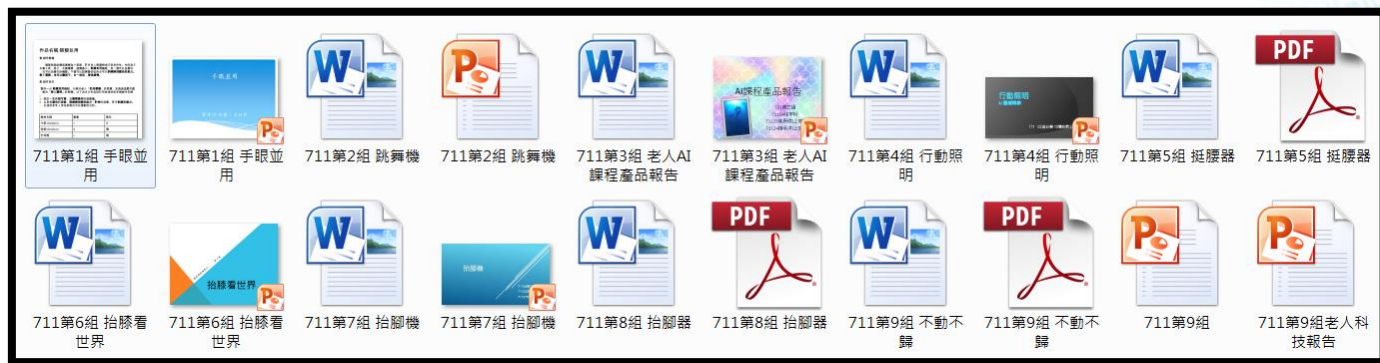 作品名稱:眼眼並用
手眼並用
AI課程產品報告
行動照明
PDF
711第1組 手眼並
用
711第1組 手眼並
用
711第2組 跳舞機
711第2組 跳舞機
711第3組 老人AI
課程產品報告
711第3組 老人AI
課程產品報告
711第4組 行動照
明
711第4組 行動照
明
711第5組 挺腰器
711第5組 挺腰器
抬膝看世界
抬腳機
PDF
PDF
711第6組 抬膝看
世界
711第6組 抬膝看
世界
711第7組 抬腳機
711第7組 抬腳機
711第8組 抬腳器
711第8組 抬腳器
711第9組 不動不
歸
711第9組 不動不
歸
711第9組
711第9組老人科
技報告